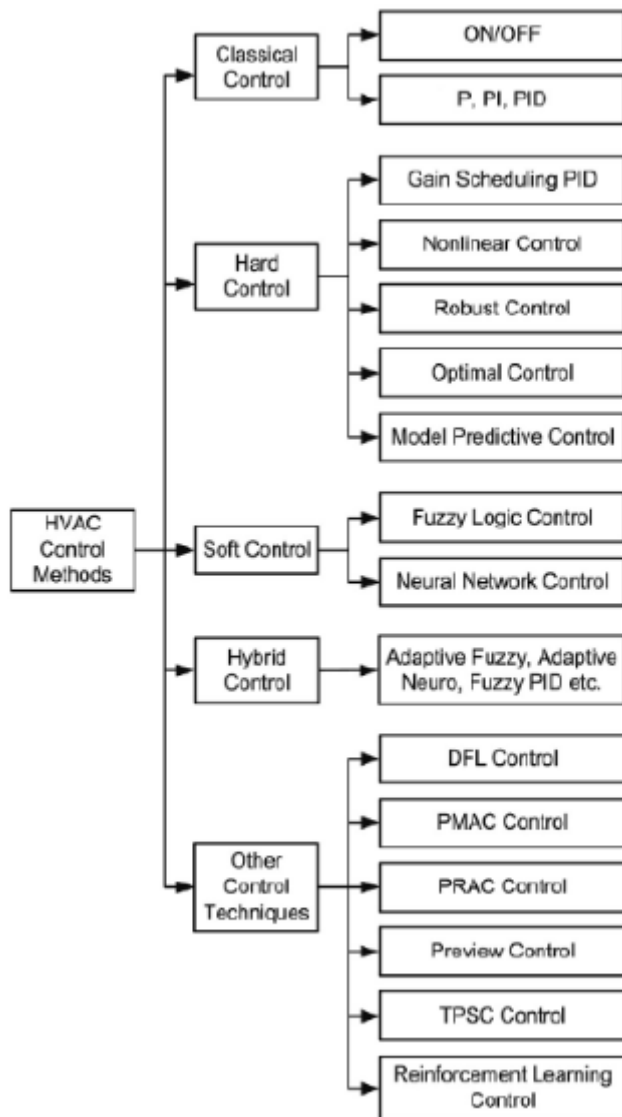 HVAC
Control
Methods
Classical
Control
ON/OFF
P, PI, PID
Hard
Control
Gain Scheduling PID
Nonlinear Control
Robust Control
Optimal Control
Model Predictive Control
Soft Control
Fuzzy Logic Control
Neural Network Control
Hybrid
Control
Adaptive Fuzzy, Adaptive
Neuro, Fuzzy PID etc.
Other
Control
Techniques
DFL Control
PMAC Control
PRAC Control
Preview Control
TPSC Control
Reinforcement Learning
Control